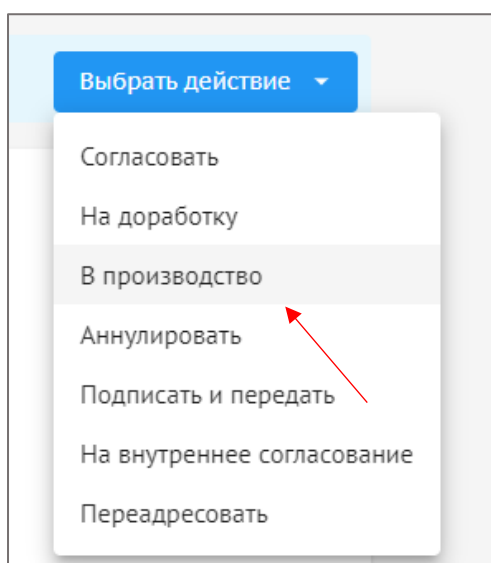 Выбрать действие
Согласовать
На доработку
В производство
Аннулировать
Подписать и передать
На внутреннее согласование
Переадресовать